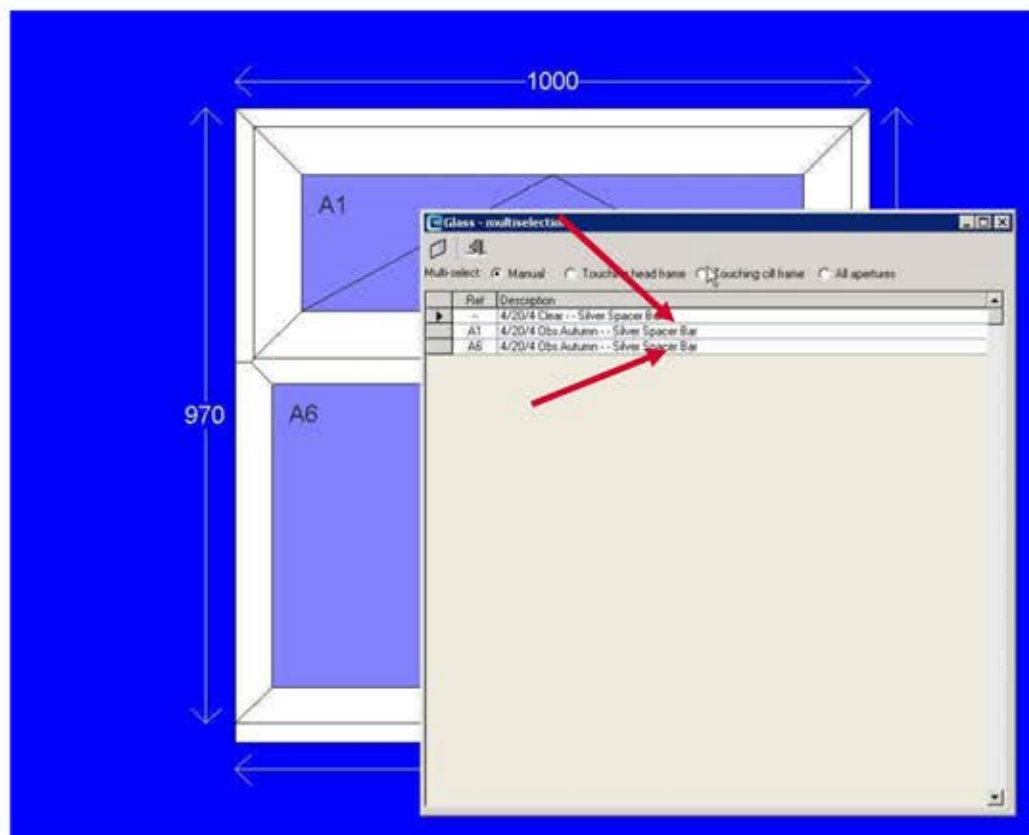 1000
A1
Glass - multiselection
Multi-select Manual Touching head frame Touching cill frame All apertures
Ref Description
-- 4/20/4 Clear - - Silver Spacer Bar
A1 4/20/4 Obs Autumn - - Silver Spacer Bar
A6 4/20/4 Obs Autumn - - Silver Spacer Bar
970
A6